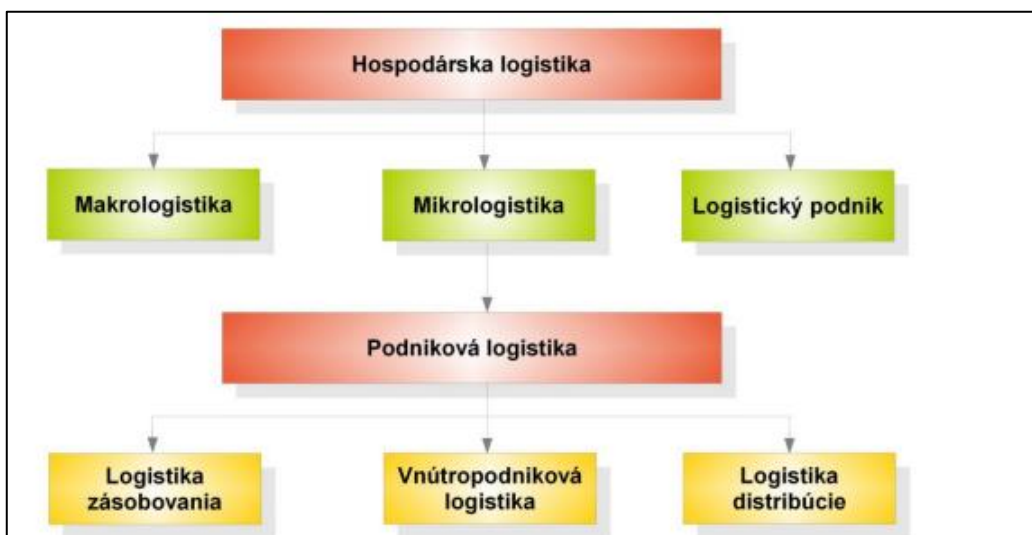 Hospodárska logistika
Makrologistika
Mikrologistika
Logistický podnik
Podniková logistika
Logistika
zásobovania
Vnútropodniková
logistika
Logistika
distribúcie